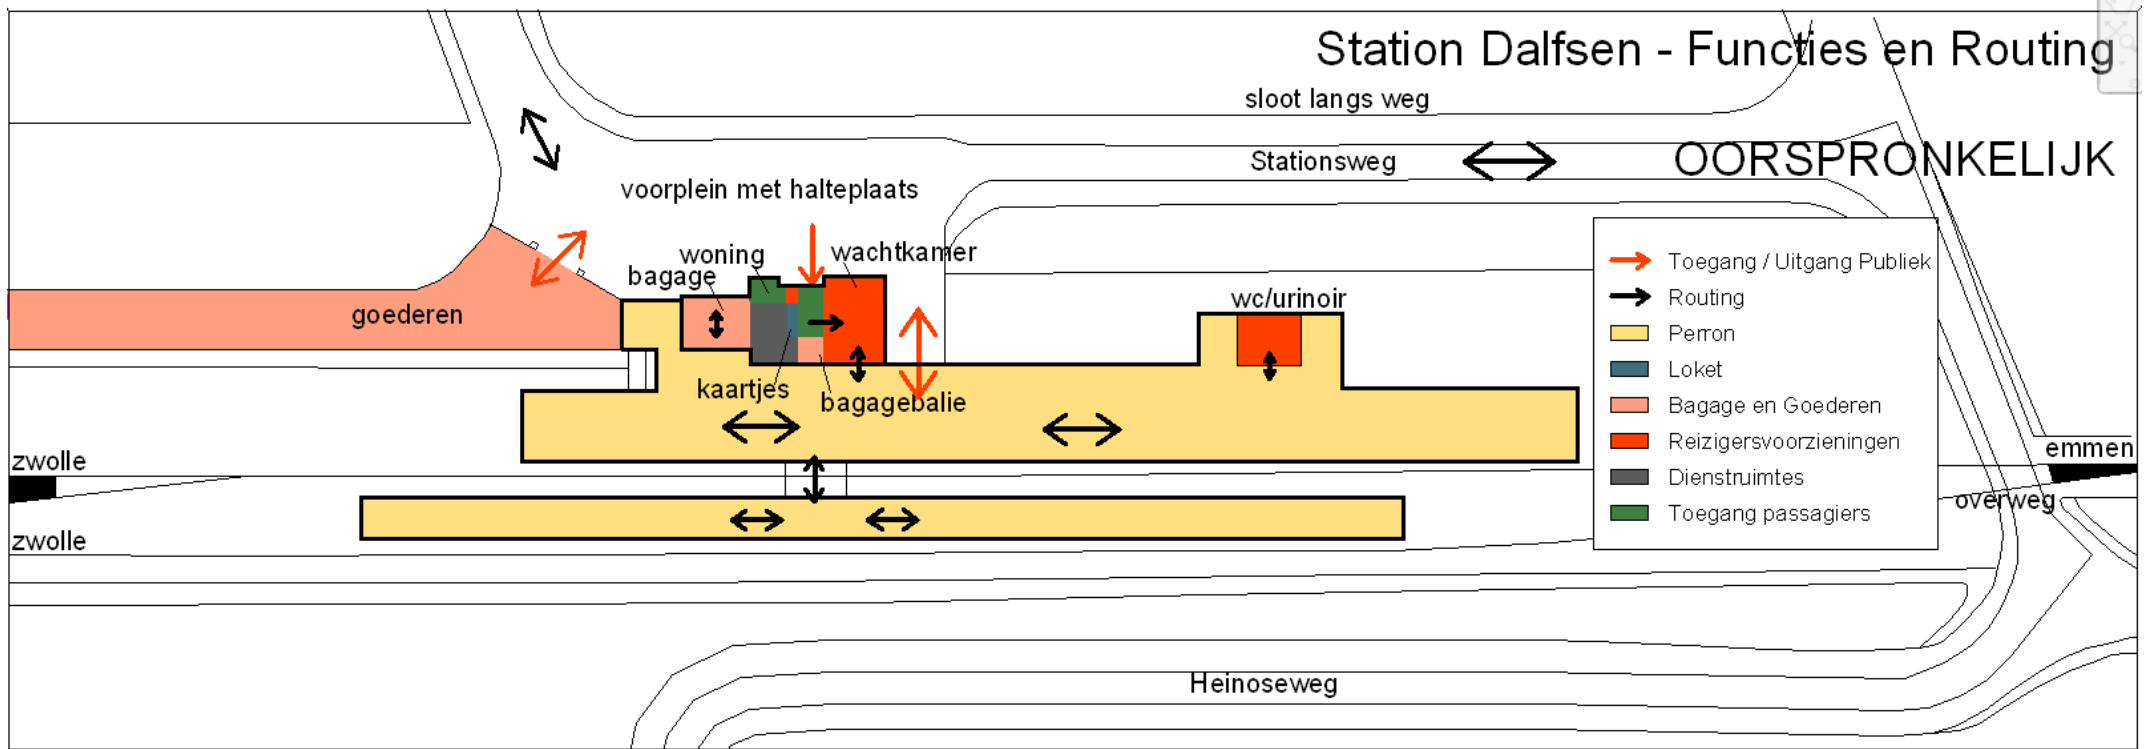 Station Dalfsen - Functies en Routing
sloot langs weg
OORSPRONKELIJK
Stationsweg
voorplein met halteplaats
woning
wachtkamer
bagage
goederen
wc/urinoir
kaartjes
bagagebalie
Toegang / Uitgang Publiek
Routing
Perron
Loket
Bagage en Goederen
Reizigersvoorzieningen
Dienstruimtes
Toegang passagiers
zwolle
emmen
overweg
zwolle
Heinoseweg